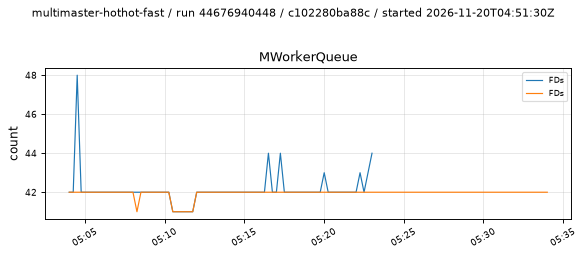 multimaster-hothot-fast / run 44676940448 / c102280ba88c / started 2026-11-20T04:51:30Z
MWorkerQueue
FDs
FDs
count
48
46
44
42
05:05
05:10
05:15
05:20
05:25
05:30
05:35